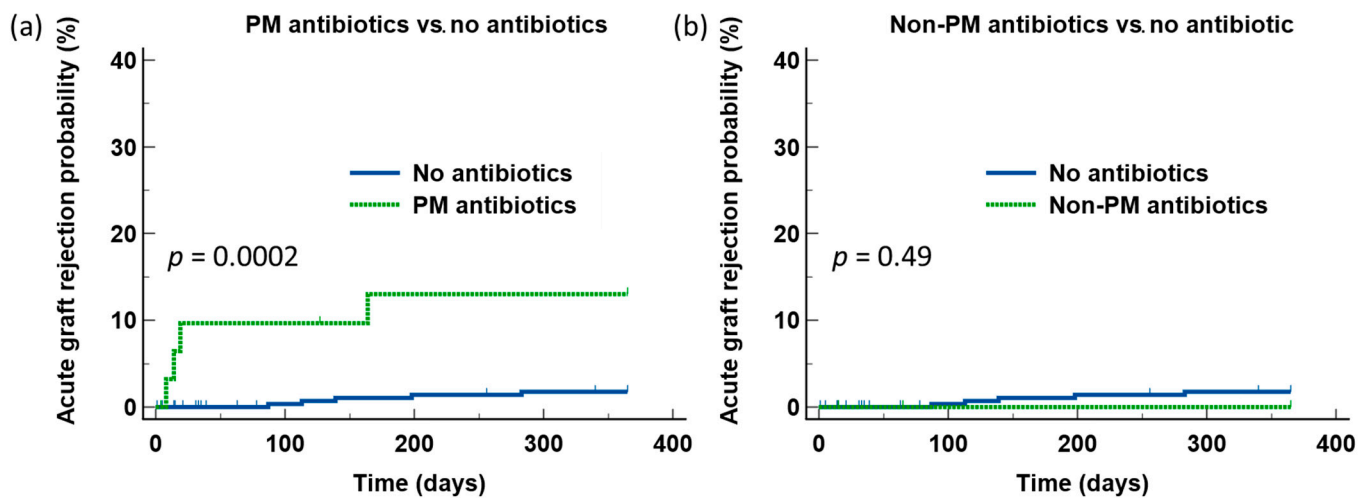 (a)
PM antibiotics vs. no antibiotics
Acute graft rejection probability (%)
40
30
20
10
0
No antibiotics
PM antibiotics
p = 0.0002
0 100 200 300 400
Time (days)
(b)
Non-PM antibiotics vs. no antibiotic
Acute graft rejection probability (%)
40
30
20
10
0
No antibiotics
Non-PM antibiotics
p = 0.49
0 100 200 300 400
Time (days)